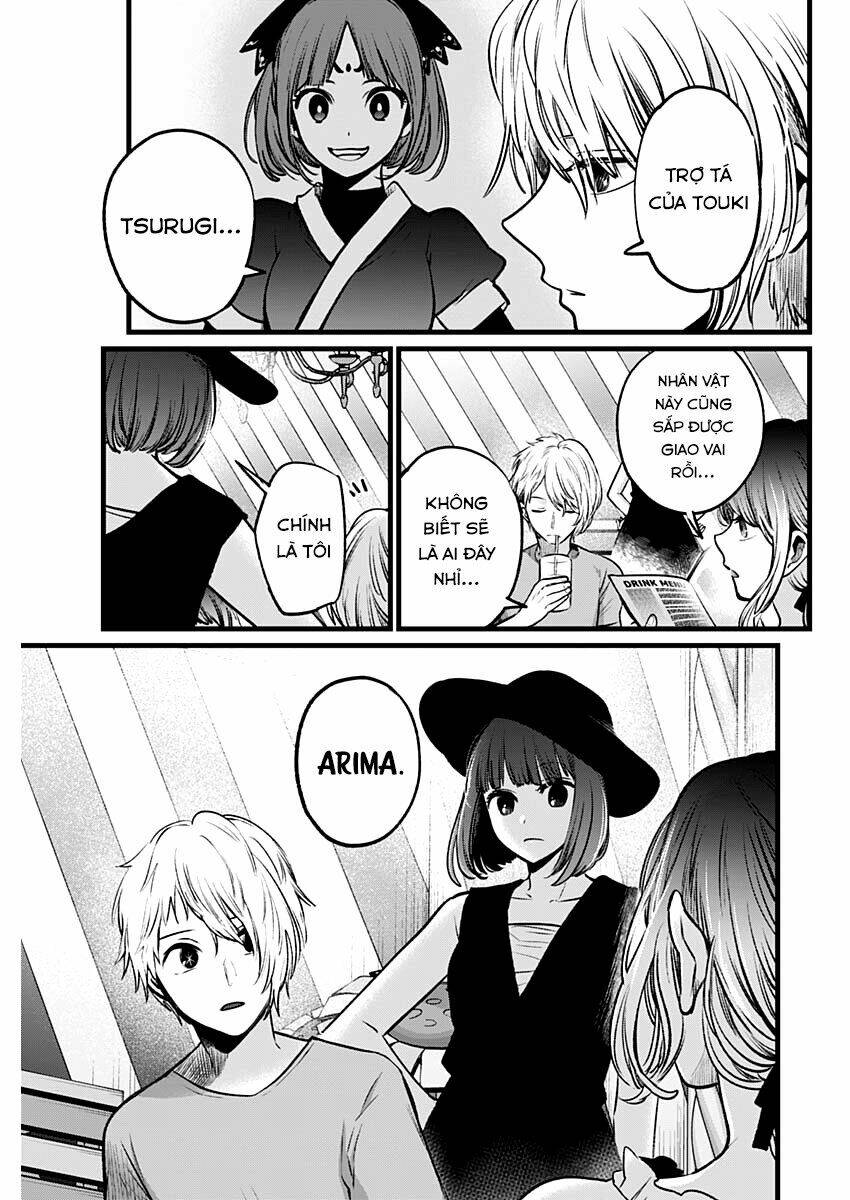 TRỢ TÁ
CỦA TOUKI
TSURUGI...
NHÂN VẬT
NÀY CŨNG
SẮP ĐƯỢC
GIAO VAI
RỒI...
KHÔNG
BIẾT SẼ
LÀ AI ĐÂY
NHỈ...
DRINK MENU
CHÍNH
LÀ TÔI
ARIMA.